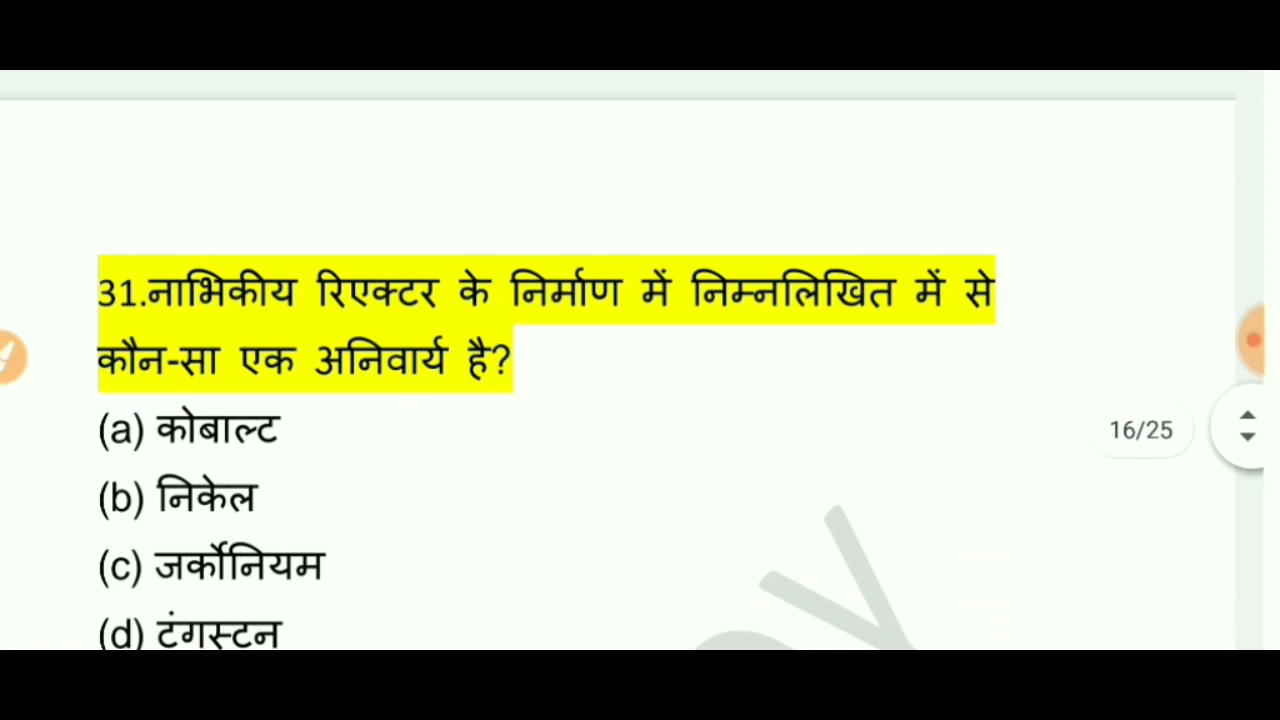 31.नाभिकीय रिएक्टर के निर्माण में निम्नलिखित में से
कौन-सा एक अनिवार्य है?
(a) कोबाल्ट
(b) निकेल
16/25
(c) जर्कोनियम
(d) टंगस्टन